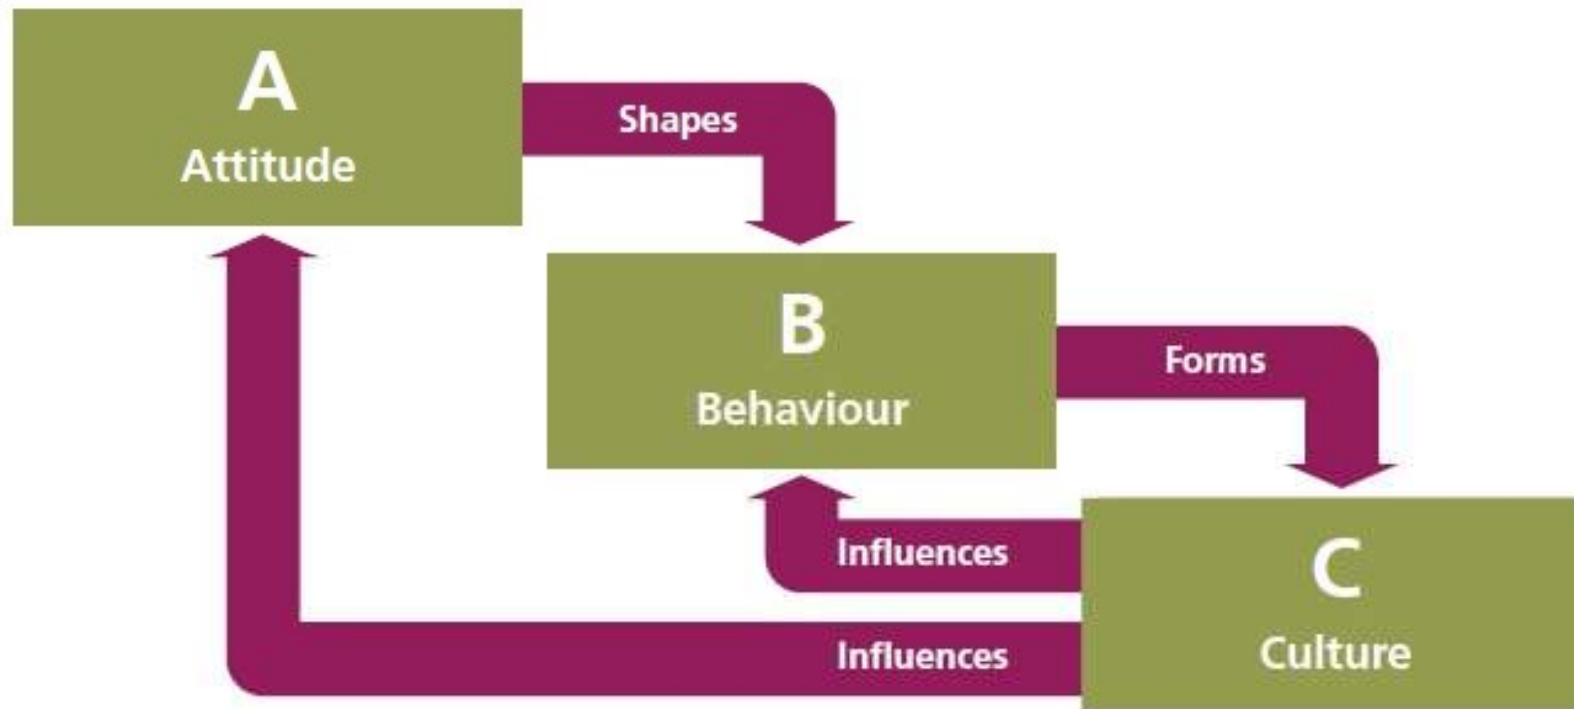 A
Attitude
Shapes
B
Behaviour
Forms
Influences
C
Culture
Influences